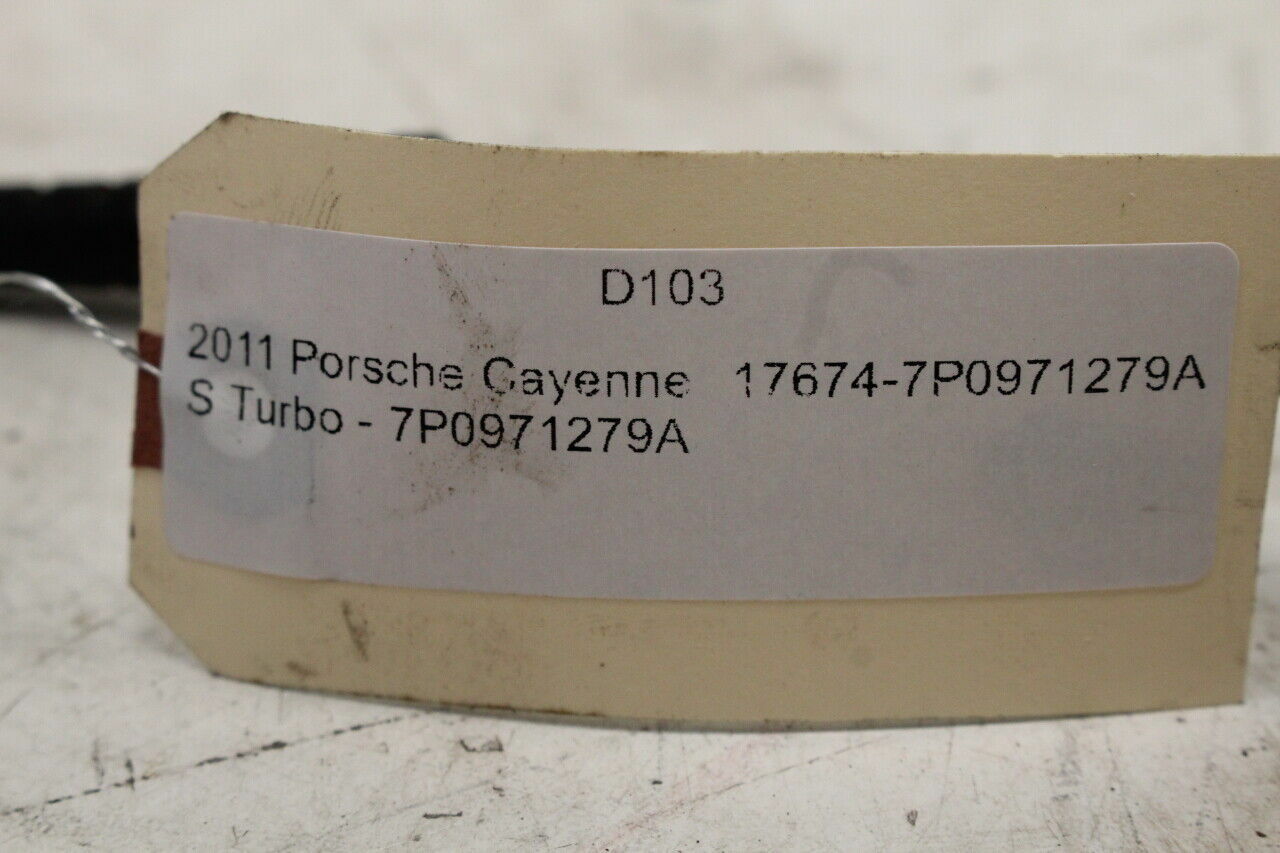 D103
2011 Porsche Cayenne 17674-7P0971279A
S Turbo - 7P0971279A